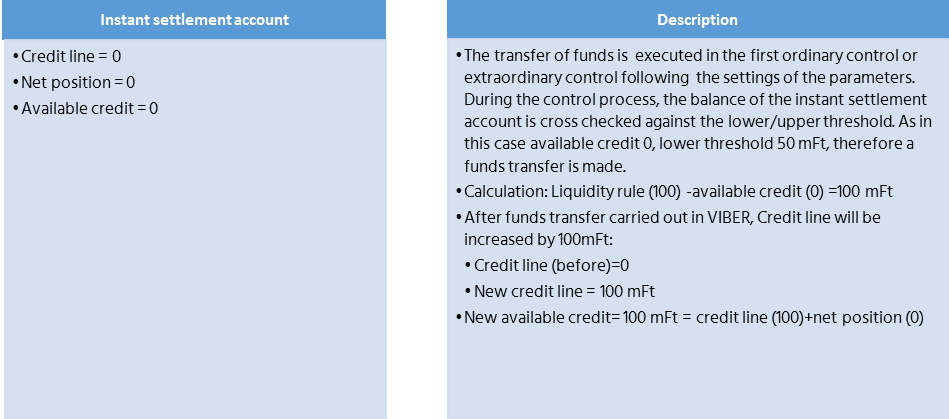 Instant settlement account
• Credit line = 0
• Net position = 0
• Available credit = 0
Description
• The transfer of funds is executed in the first ordinary control or
extraordinary control following the settings of the parameters.
During the control process, the balance of the instant settlement
account is cross checked against the lower/upper threshold. As in
this case available credit 0, lower threshold 50 mFt, therefore a
funds transfer is made.
• Calculation: Liquidity rule (100) -available credit (0) =100 mFt
• After funds transfer carried out in VIBER, Credit line will be
increased by 100mFt:
• Credit line (before)=0
• New credit line = 100 mFt
• New available credit= 100 mFt = credit line (100)+net position (0)